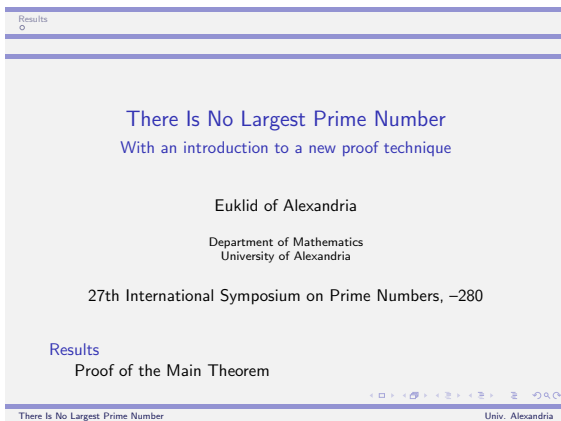 Results
There Is No Largest Prime Number
With an introduction to a new proof technique
Euklid of Alexandria
Department of Mathematics
University of Alexandria
27th International Symposium on Prime Numbers, –280
Results
Proof of the Main Theorem
There Is No Largest Prime Number Univ. Alexandria